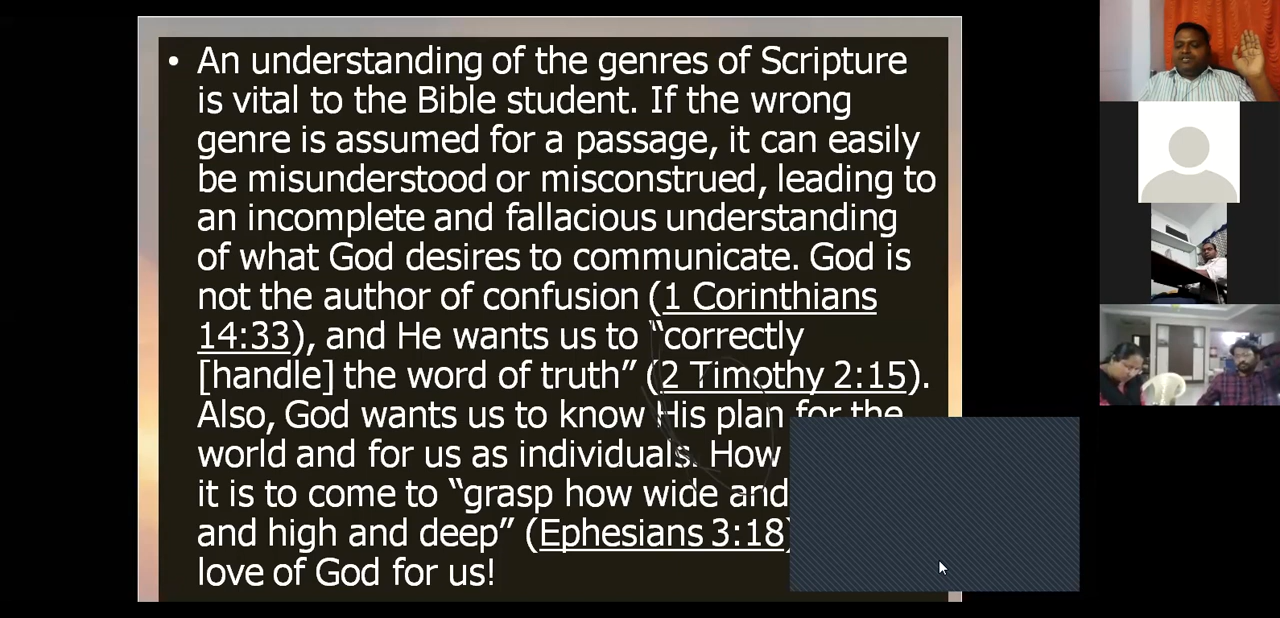 • An understanding of the genres of Scripture
is vital to the Bible student. If the wrong
genre is assumed for a passage, it can easily
be misunderstood or misconstrued, leading to
an incomplete and fallacious understanding
of what God desires to communicate. God is
not the author of confusion (1 Corinthians
14:33), and He wants us to “correctly
[handle] the word of truth” (2 Timothy 2:15).
Also, God wants us to know His plan for the
world and for us as individuals. How
it is to come to “grasp how wide and
and high and deep” (Ephesians 3:18)
love of God for us!